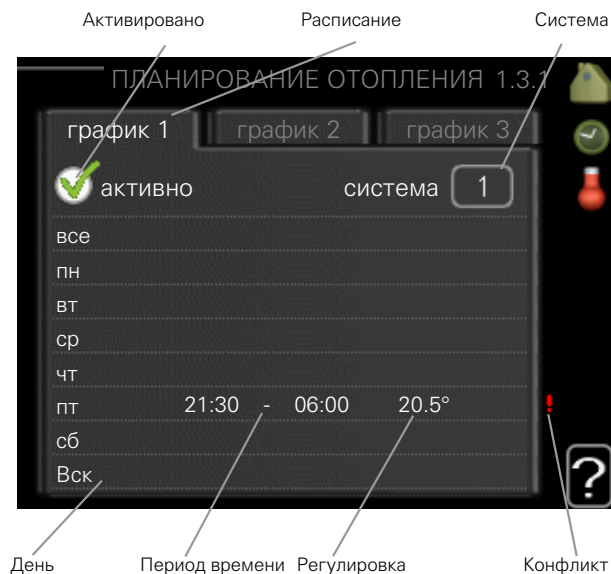 Активировано Расписание Система
ПЛАНИРОВАНИЕ ОТОПЛЕНИЯ 1.3.1
график 1 график 2 график 3
активно система 1
все
пн
вт
ср
чт
пт 21:30 - 06:00 20.5° !
сб
Вск
?
День Период времени Регулировка Конфликт